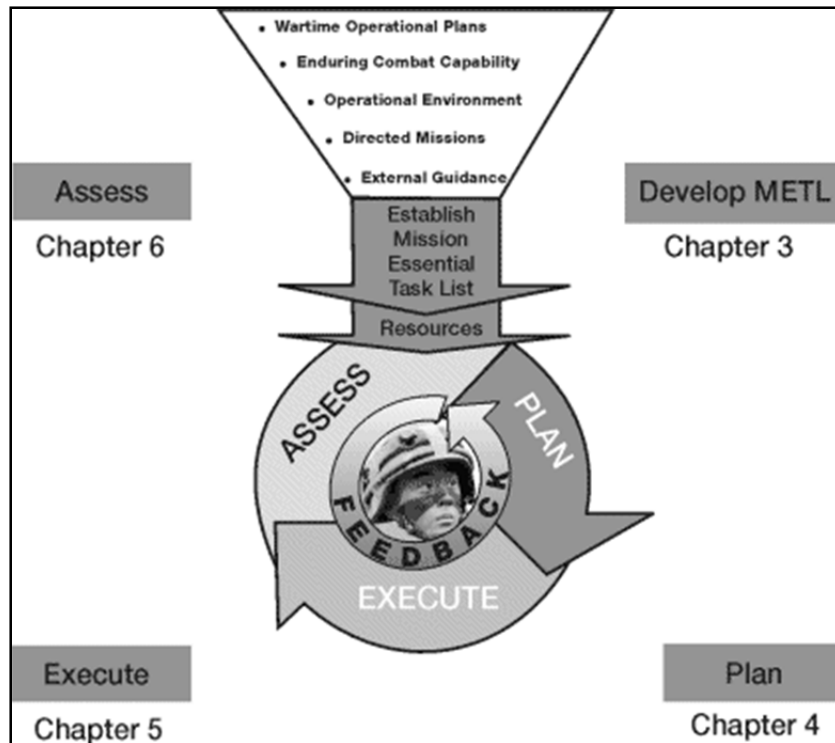 • Wartime Operational Plans
• Enduring Combat Capability
• Operational Environment
• Directed Missions
• External Guidance
Assess
Chapter 6
Develop METL
Chapter 3
Establish
Mission
Essential
Task List
Resources
ASSESS
PLAN
FEEDBACK
EXECUTE
Execute
Chapter 5
Plan
Chapter 4